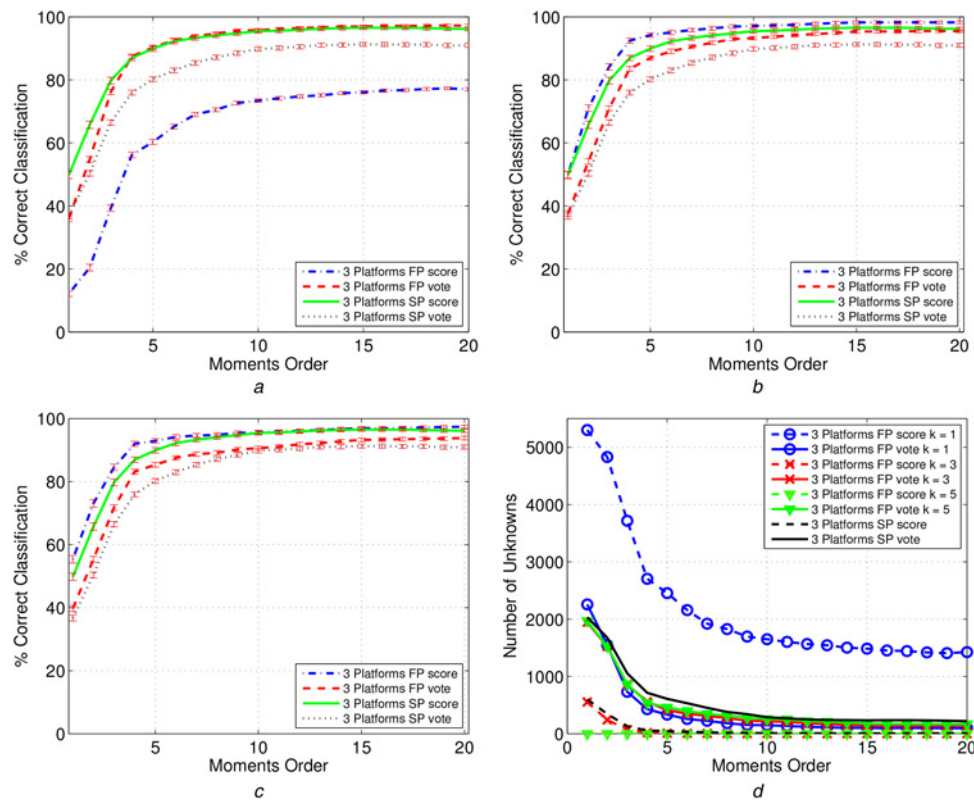 100
80
60
40
20
0
% Correct Classification
5
10
15
20
Moments Order
3 Platforms FP score
3 Platforms FP vote
3 Platforms SP score
3 Platforms SP vote
a
100
80
60
40
20
0
% Correct Classification
5
10
15
20
Moments Order
3 Platforms FP score
3 Platforms FP vote
3 Platforms SP score
3 Platforms SP vote
b
100
80
60
40
20
0
% Correct Classification
5
10
15
20
Moments Order
3 Platforms FP score
3 Platforms FP vote
3 Platforms SP score
3 Platforms SP vote
c
5000
4000
3000
2000
1000
0
Number of Unknowns
0
5
10
15
20
Moments Order
3 Platforms FP score k = 1
3 Platforms FP vote k = 1
3 Platforms FP score k = 3
3 Platforms FP vote k = 3
3 Platforms FP score k = 5
3 Platforms FP vote k = 5
3 Platforms SP score
3 Platforms SP vote
d